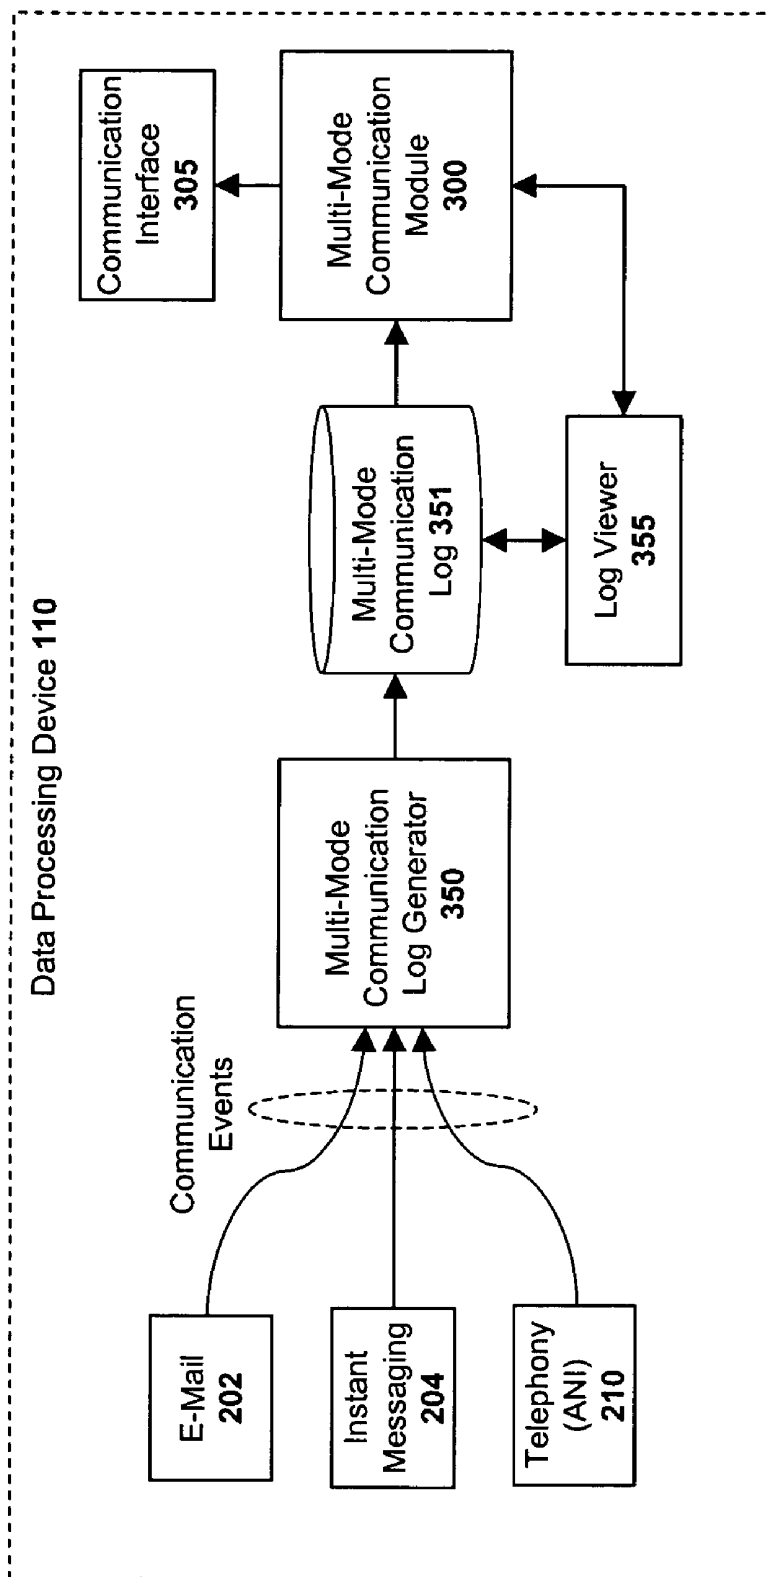 Data Processing Device 110
E-Mail
202
Instant
Messaging
204
Telephony
(ANI)
210
Communication
Events
Multi-Mode
Communication
Log Generator
350
Multi-Mode
Communication
Log 351
Log Viewer
355
Multi-Mode
Communication
Module
300
Communication
Interface
305